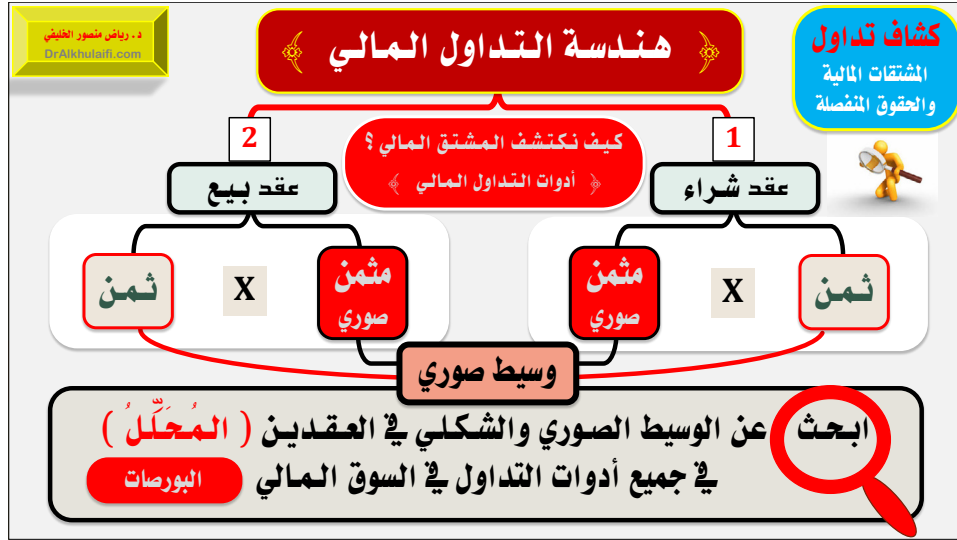 كشاف تداول
المشتقات المالية
والحقوق المنفصلة
﴿ هندسة التداول المالي ﴾
د. رياض منصور الخليفي
DrAlkhulaifi.com
كيف نكتشف المشتق المالي ؟
﴿ أدوات التداول المالي ﴾
1
عقد شراء
ثمن
X
مثمن
صوري
2
عقد بيع
مثمن
صوري
X
ثمن
وسيط صوري
ابحث عن الوسيط الصوري والشكلي في العقدين ( المُحَلِّلُ )
في جميع أدوات التداول في السوق المالي البورصات